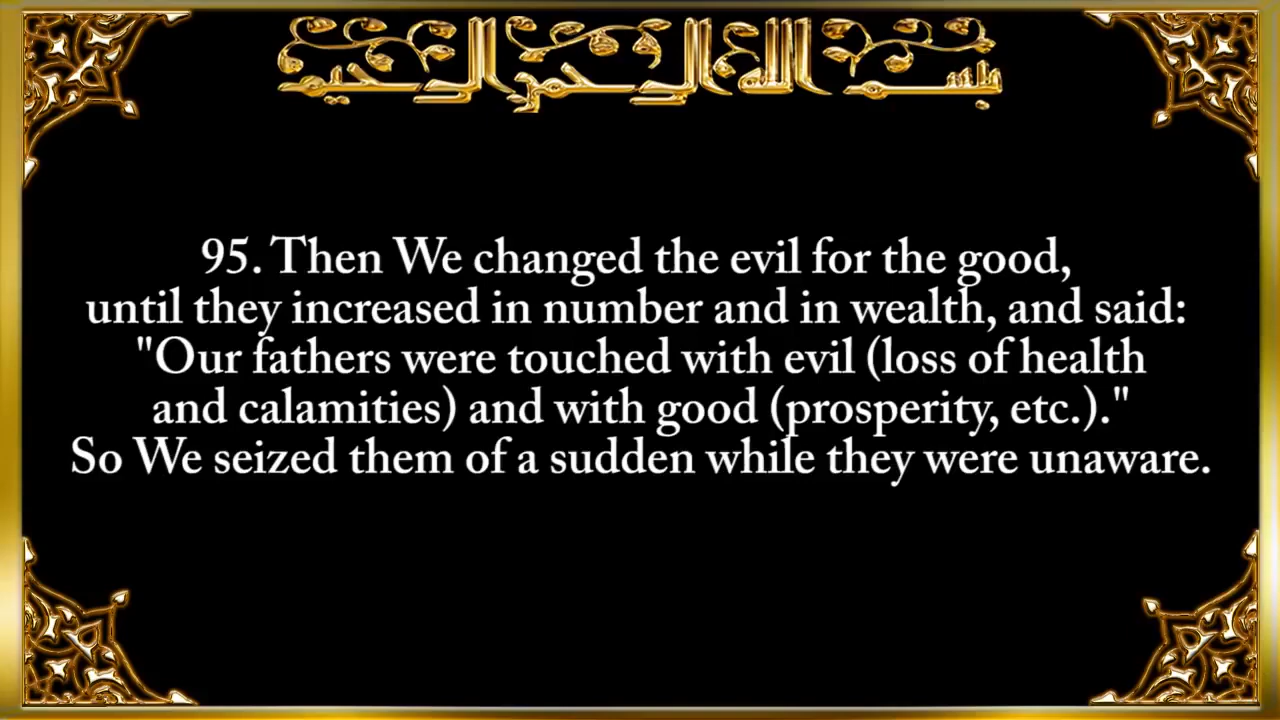 بسم الله الرحمن الرحيم
95. Then We changed the evil for the good,
until they increased in number and in wealth, and said:
"Our fathers were touched with evil (loss of health
and calamities) and with good (prosperity, etc.)."
So We seized them of a sudden while they were unaware.